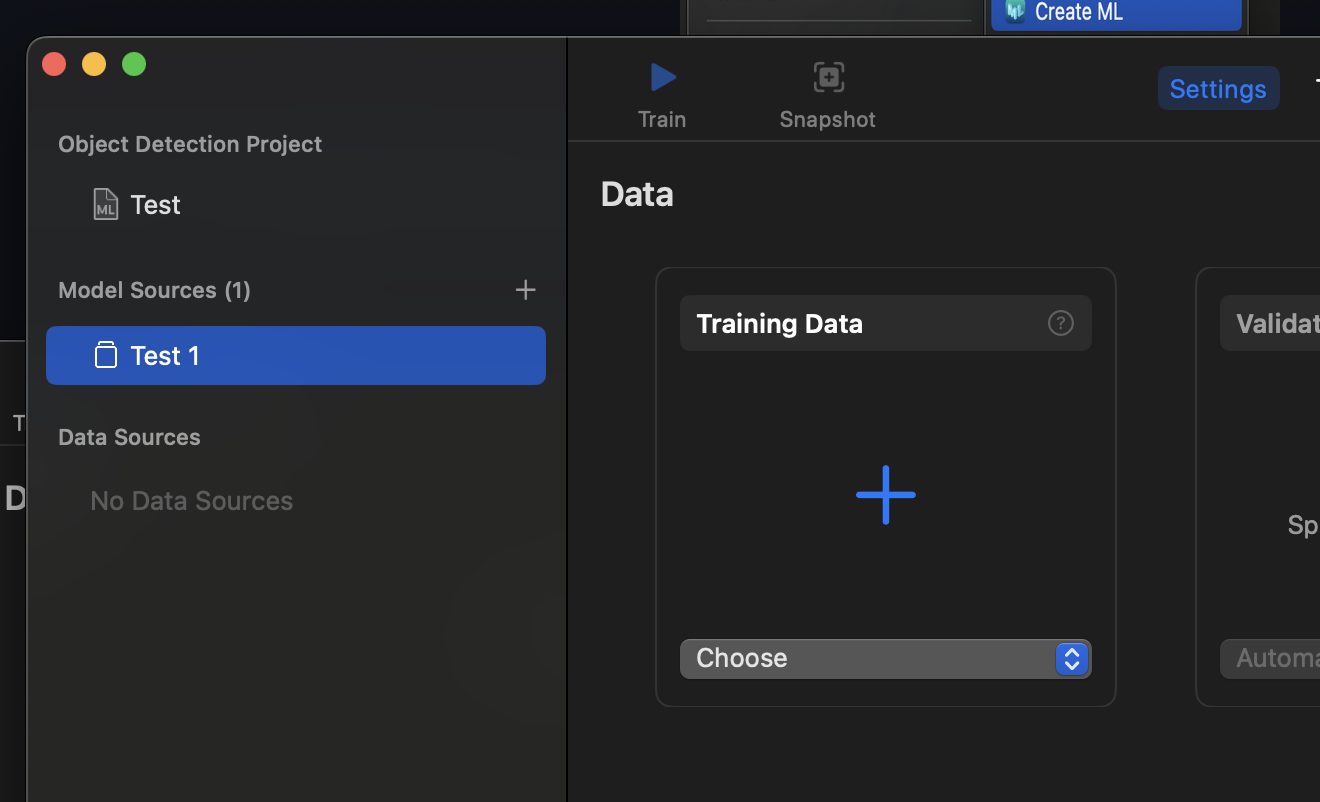 Create ML
Train
Snapshot
Settings
Object Detection Project
ML Test
Model Sources (1)
Test 1
Data Sources
No Data Sources
Data
Training Data
?
Choose
Validat
Sp
Automa
T
D